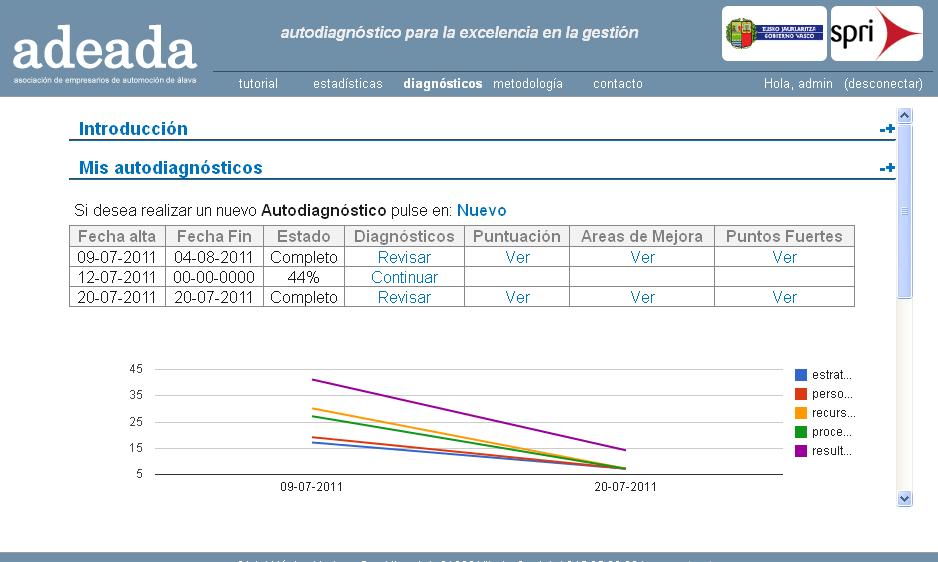 adeada
asociación de empresarios de automoción de álava
autodiagnóstico para la excelencia en la gestión
EUSKO JAURLARITZA
GOBIERNO VASCO
spri
tutorial estadísticas diagnósticos metodología contacto Hola, admin (desconectar)
Introducción -+
Mis autodiagnósticos -+
Si desea realizar un nuevo Autodiagnóstico pulse en: Nuevo
Fecha alta Fecha Fin Estado Diagnósticos Puntuación Areas de Mejora Puntos Fuertes
09-07-2011 04-08-2011 Completo Revisar Ver Ver Ver
12-07-2011 00-00-0000 44% Continuar
20-07-2011 20-07-2011 Completo Revisar Ver Ver Ver
45
35
25
15
5
09-07-2011 20-07-2011
estrat...
perso...
recurs...
proce...
result...